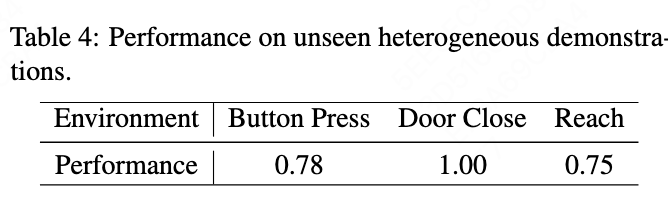 Table 4: Performance on unseen heterogeneous demonstra-
tions.
Environment Button Press Door Close Reach
Performance 0.78 1.00 0.75